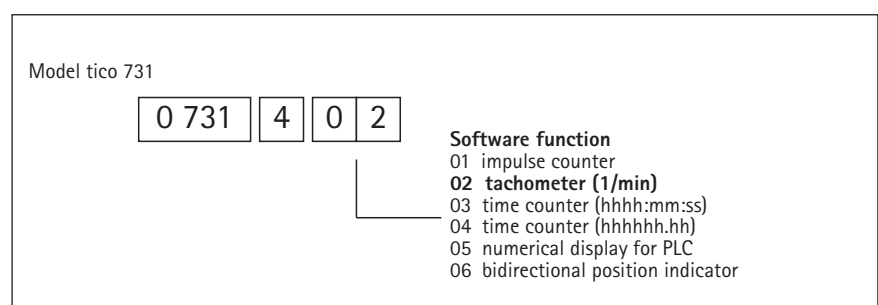 Model tico 731
0 731 4 0 2
Software function
01 impulse counter
02 tachometer (1/min)
03 time counter (hhhh:mm:ss)
04 time counter (hhhhhh.hh)
05 numerical display for PLC
06 bidirectional position indicator